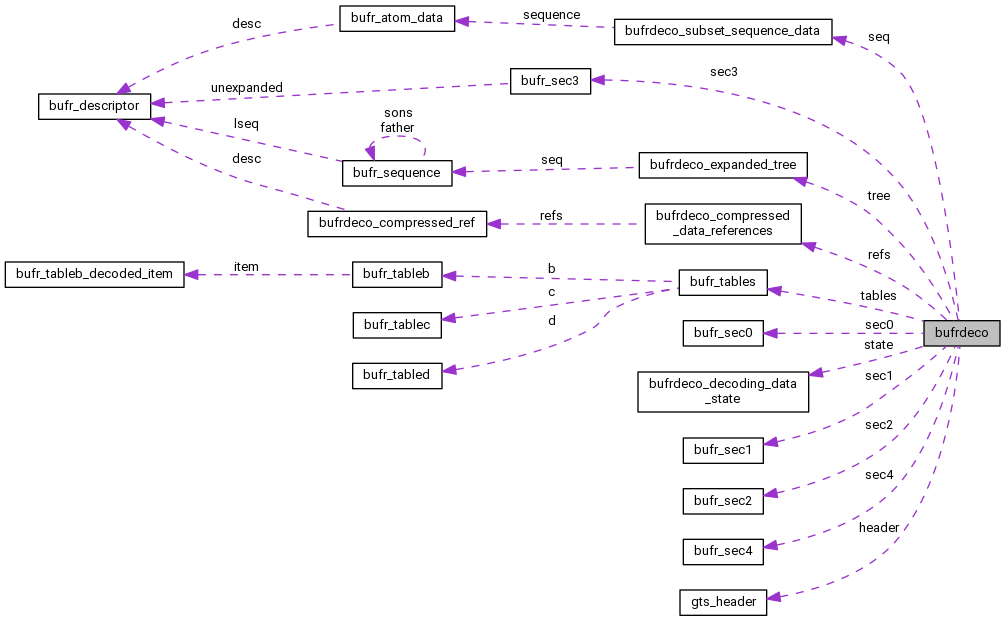 bufr_atom_data
sequence
bufrdeco_subset_sequence_data
seq
desc
bufr_sec3
sec3
unexpanded
bufr_descriptor
sons
father
lseq
bufr_sequence
seq
bufrdeco_expanded_tree
desc
tree
bufrdeco_compressed_ref
refs
bufrdeco_compressed
_data_references
refs
bufr_tableb_decoded_item
item
bufr_tableb
b
bufr_tables
tables
c
bufr_tablec
d
bufr_tabled
bufr_sec0
sec0
bufrdeco
state
bufrdeco_decoding_data
_state
sec1
bufr_sec1
sec2
bufr_sec2
sec4
bufr_sec4
header
gts_header